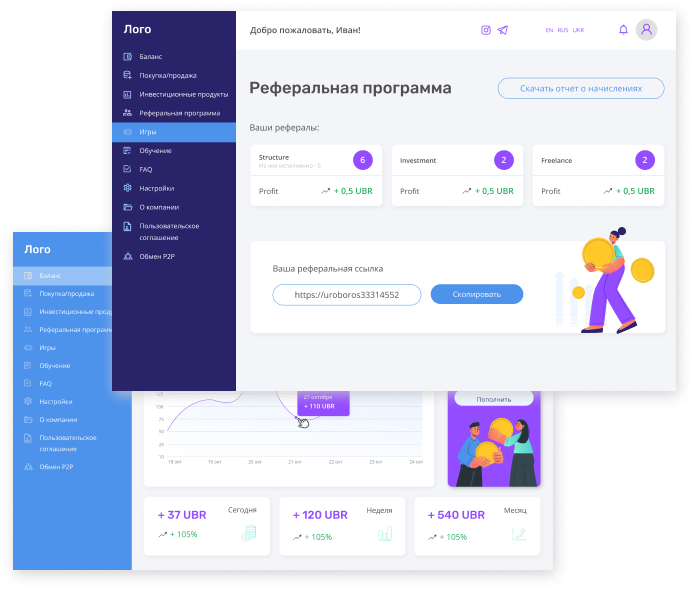 Лого
Добро пожаловать, Иван!
EN RUS UKR
Баланс
Покупка/продажа
Инвестиционные продукты
Реферальная программа
Игры
Обучение
FAQ
Настройки
О компании
Пользовательское
соглашение
Обмен P2P
Реферальная программа
Скачать отчет о начислениях
Ваши рефералы:
Structure
Из них исполнено - 5
6
Profit
+ 0,5 UBR
Investment
2
Profit
+ 0,5 UBR
Freelance
2
Profit
+ 0,5 UBR
Ваша реферальная ссылка
https://uroboros33314552
Скопировать
Лого
Баланс
Покупка/продажа
Инвестиционные прод
Реферальная программ
Игры
Обучение
FAQ
Настройки
О компании
Пользовательское
соглашение
Обмен P2P
125
100
75
50
25
10
18 окт
19 окт
20 окт
21 окт
22 окт
23 окт
24 окт
21 октября
+ 110 UBR
Пополнить
+ 37 UBR
Сегодня
+ 105%
+ 120 UBR
Неделя
+ 105%
+ 540 UBR
Месяц
+ 105%